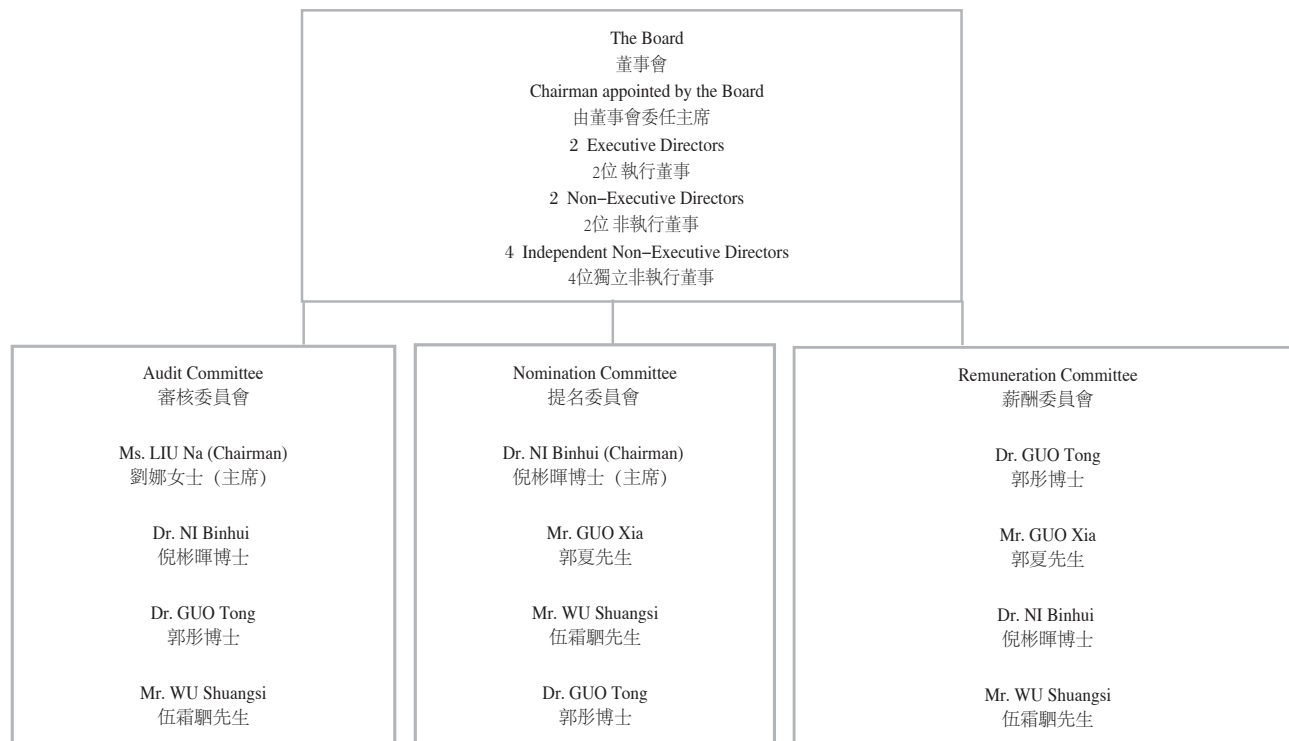 The Board
董事會
Chairman appointed by the Board
由董事會委任主席
2 Executive Directors
2位 執行董事
2 Non−Executive Directors
2位 非執行董事
4 Independent Non−Executive Directors
4位獨立非執行董事
Audit Committee
審核委員會
Ms. LIU Na (Chairman)
劉娜女士（主席）
Dr. NI Binhui
倪彬暉博士
Dr. GUO Tong
郭彤博士
Mr. WU Shuangsi
伍霜駟先生
Nomination Committee
提名委員會
Dr. NI Binhui (Chairman)
倪彬暉博士（主席）
Mr. GUO Xia
郭夏先生
Mr. WU Shuangsi
伍霜駟先生
Dr. GUO Tong
郭彤博士
Remuneration Committee
薪酬委員會
Dr. GUO Tong
郭彤博士
Mr. GUO Xia
郭夏先生
Dr. NI Binhui
倪彬暉博士
Mr. WU Shuangsi
伍霜駟先生